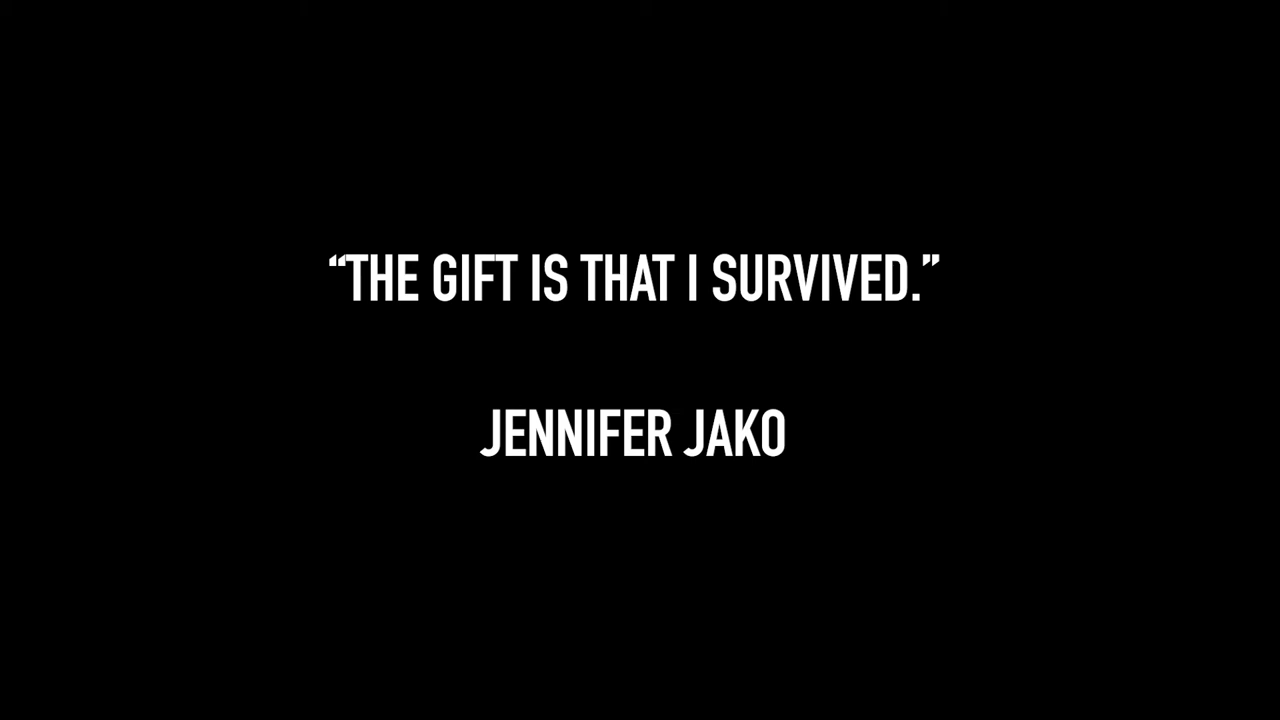 “THE GIFT IS THAT I SURVIVED.”
JENNIFER JAKO